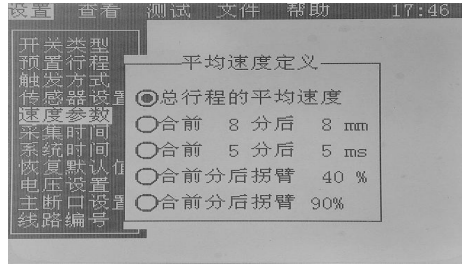 设置 查看 测试 文件 帮助 17:46
开关类型
预置行程
触发方式
传感器设置
速度参数
采集时间
系统时间
恢复默认值
电压设置
主断口设置
线路编号
平均速度定义
总行程的平均速度
合前 8 分后 8 mm
合前 5 分后 5 ms
合前分后拐臂 40 %
合前分后拐臂 90%